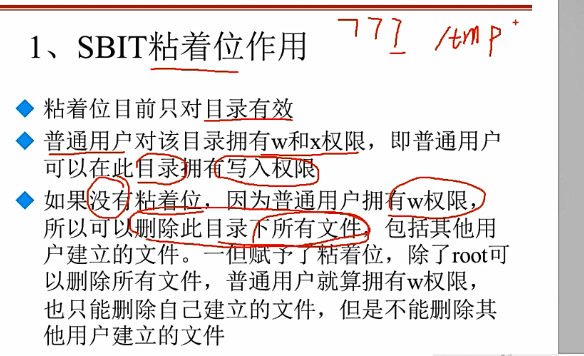 1、SBIT粘着位作用
777 /tmp
粘着位目前只对目录有效
普通用户对该目录拥有w和x权限，即普通用户
可以在此目录拥有写入权限
如果没有粘着位，因为普通用户拥有w权限，
所以可以删除此目录下所有文件，包括其他用
户建立的文件。一但赋予了粘着位，除了root可
以删除所有文件，普通用户就算拥有w权限，
也只能删除自己建立的文件，但是不能删除其
他用户建立的文件